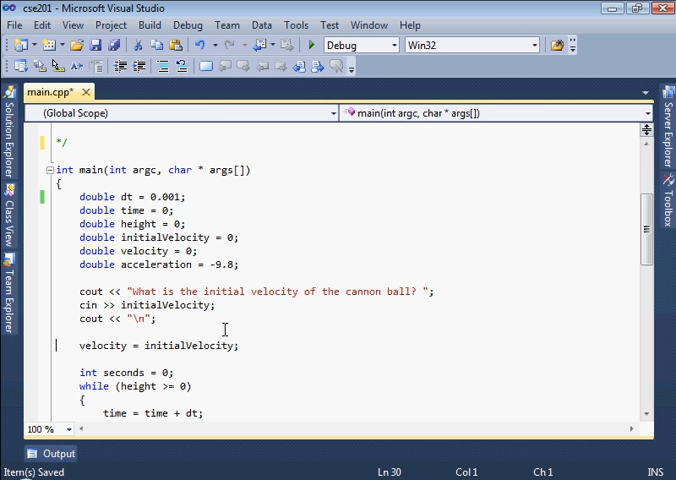 cse201 - Microsoft Visual Studio
File Edit View Project Build Debug Team Data Tools Test Window Help
Debug Win32
main.cpp*
(Global Scope) main(int argc, char * args[])
Solution Explorer
Class View
Team Explorer
Server Explorer
Toolbox
*/
int main(int argc, char * args[])
{
double dt = 0.001;
double time = 0;
double height = 0;
double initialVelocity = 0;
double velocity = 0;
double acceleration = -9.8;
cout << "What is the initial velocity of the cannon ball? ";
cin >> initialVelocity;
cout << "\n";
velocity = initialVelocity;
int seconds = 0;
while (height >= 0)
{
time = time + dt;
100 %
Output
Item(s) Saved Ln 30 Col 1 Ch 1 INS